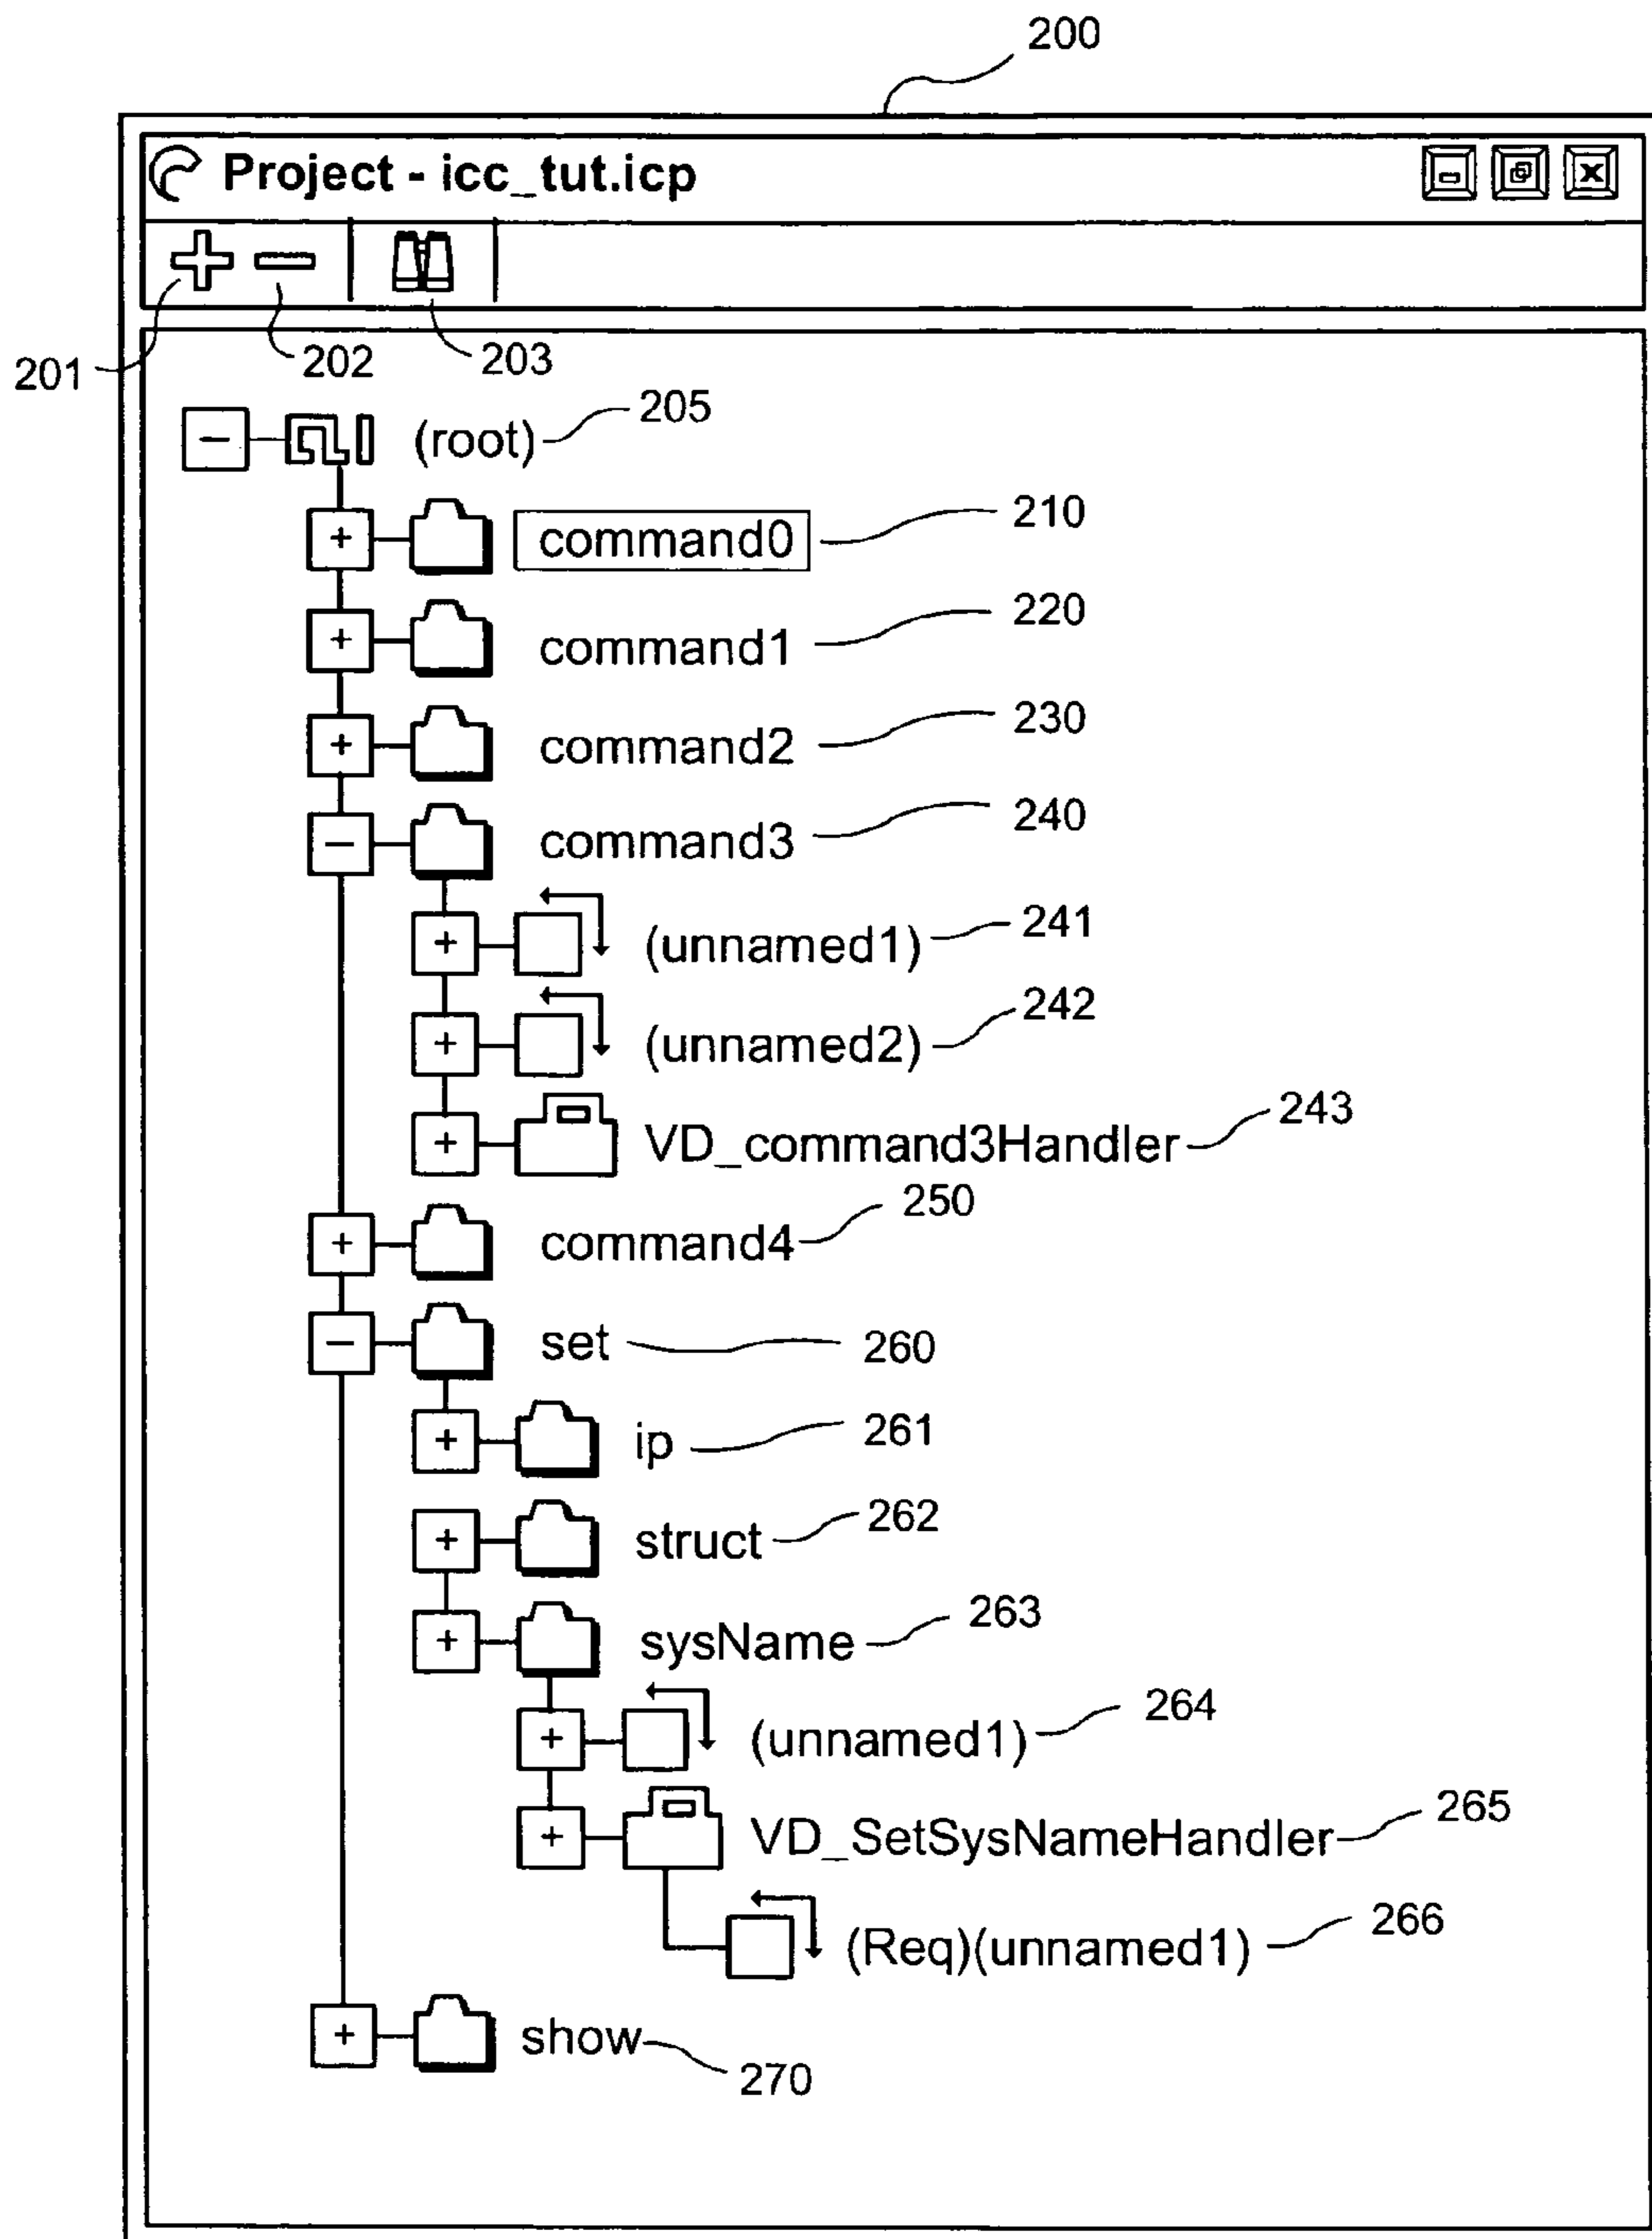 200
Project - icc_tut.icp
201
202
203
(root) 205
command0 210
command1 220
command2 230
command3 240
(unnamed1) 241
(unnamed2) 242
VD_command3Handler 243
command4 250
set 260
ip 261
struct 262
sysName 263
(unnamed1) 264
VD_SetSysNameHandler 265
(Req)(unnamed1) 266
show 270